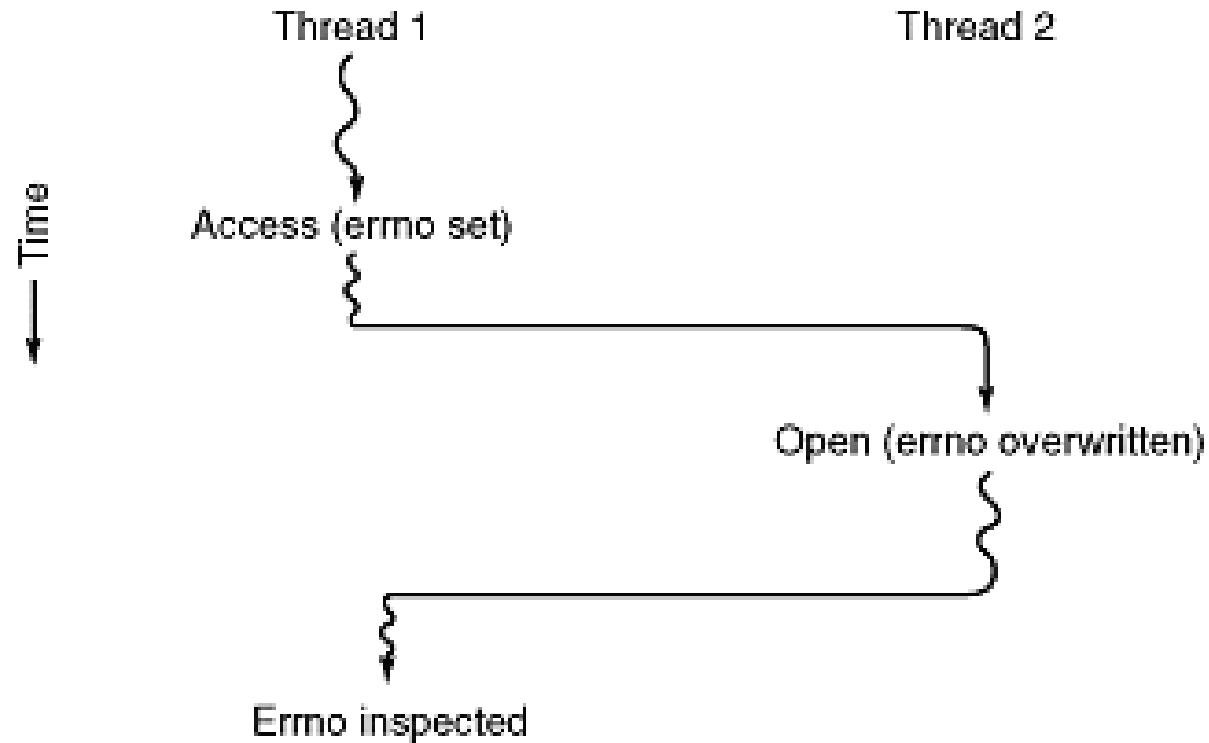 Thread 1
Thread 2
Time
Access (errno set)
Open (errno overwritten)
Errno inspected